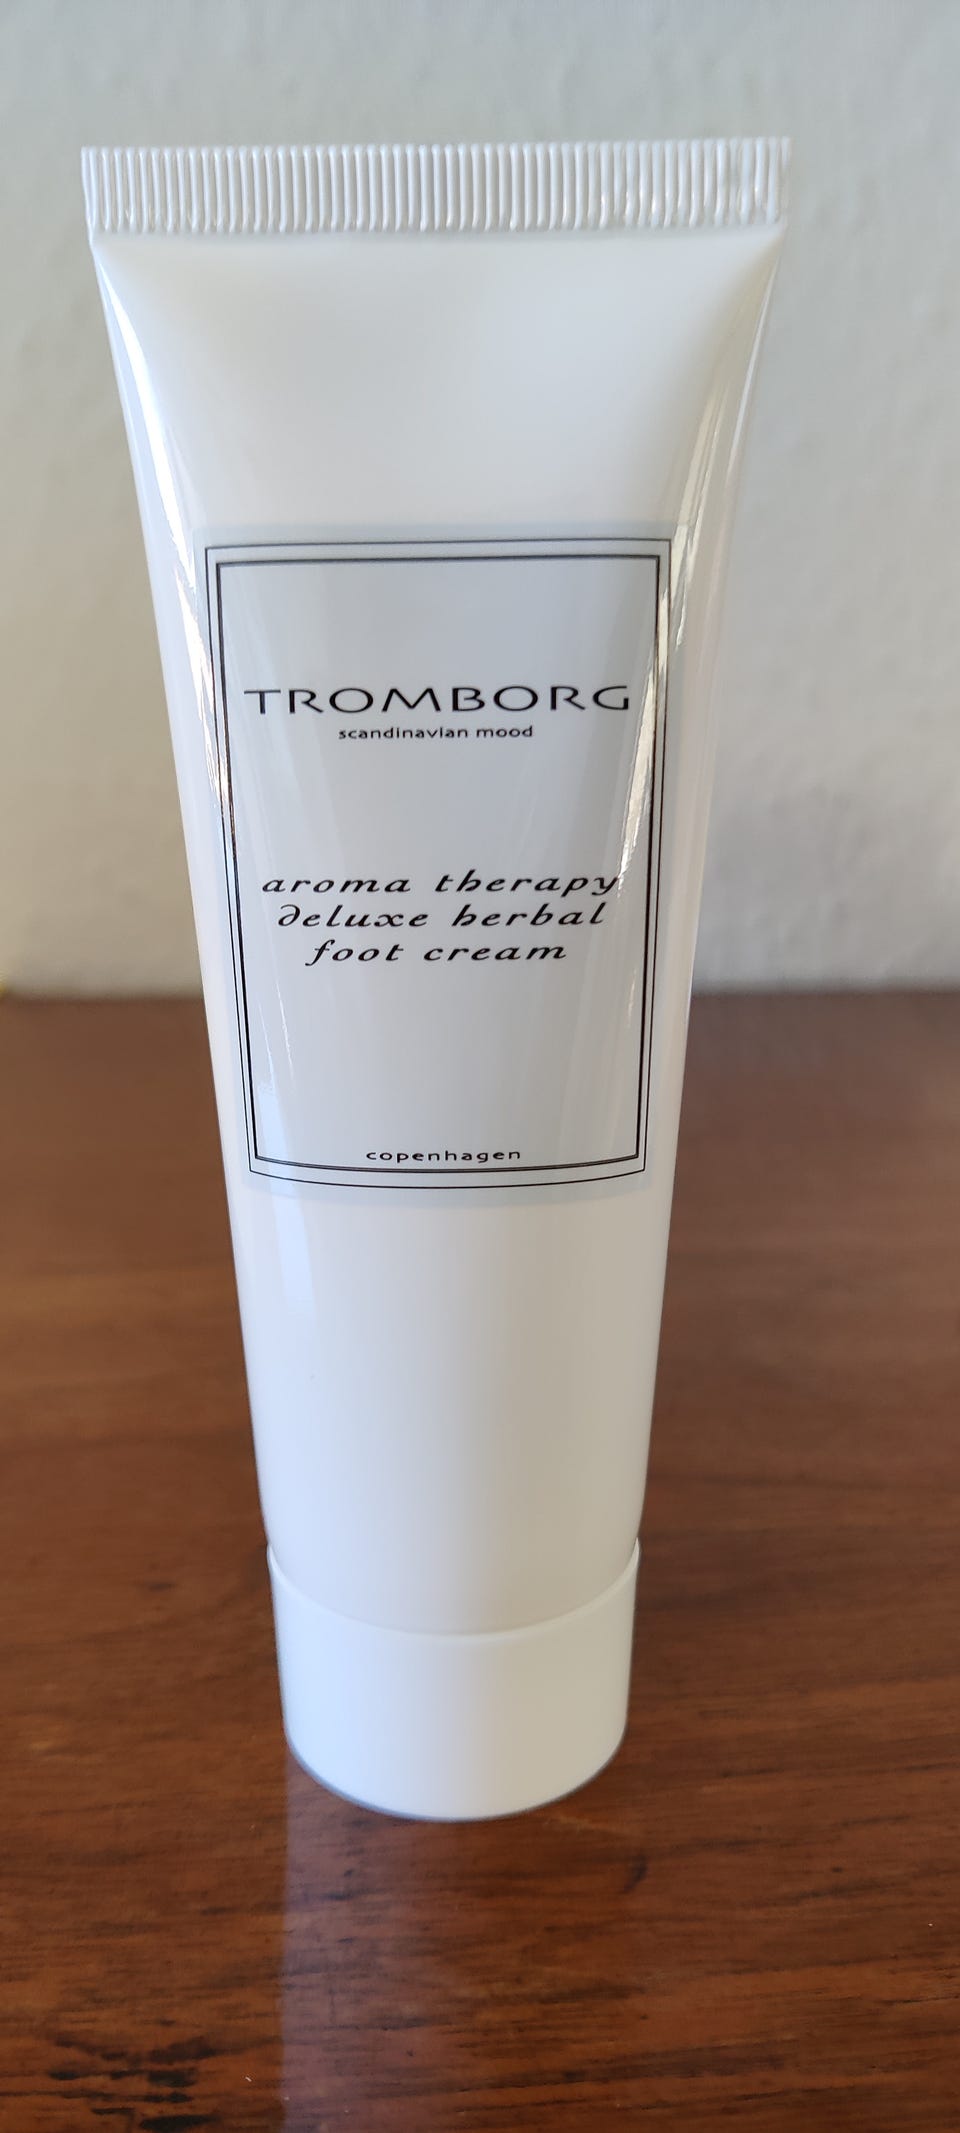 TROMBORG
scandinavian mood
aroma therapy
deluxe herbal
foot cream
copenhagen